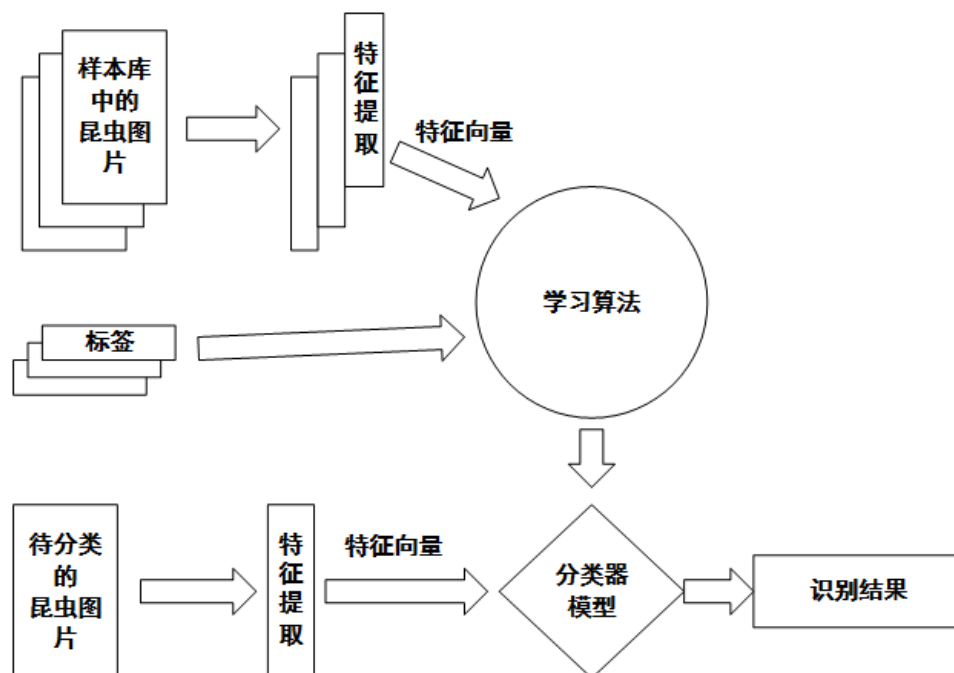 样本库
中的
昆虫图
片
特
征
提
取
特征向量
学习算法
标签
待分类
的
昆虫图
片
特
征
提
取
特征向量
分类器
模型
识别结果